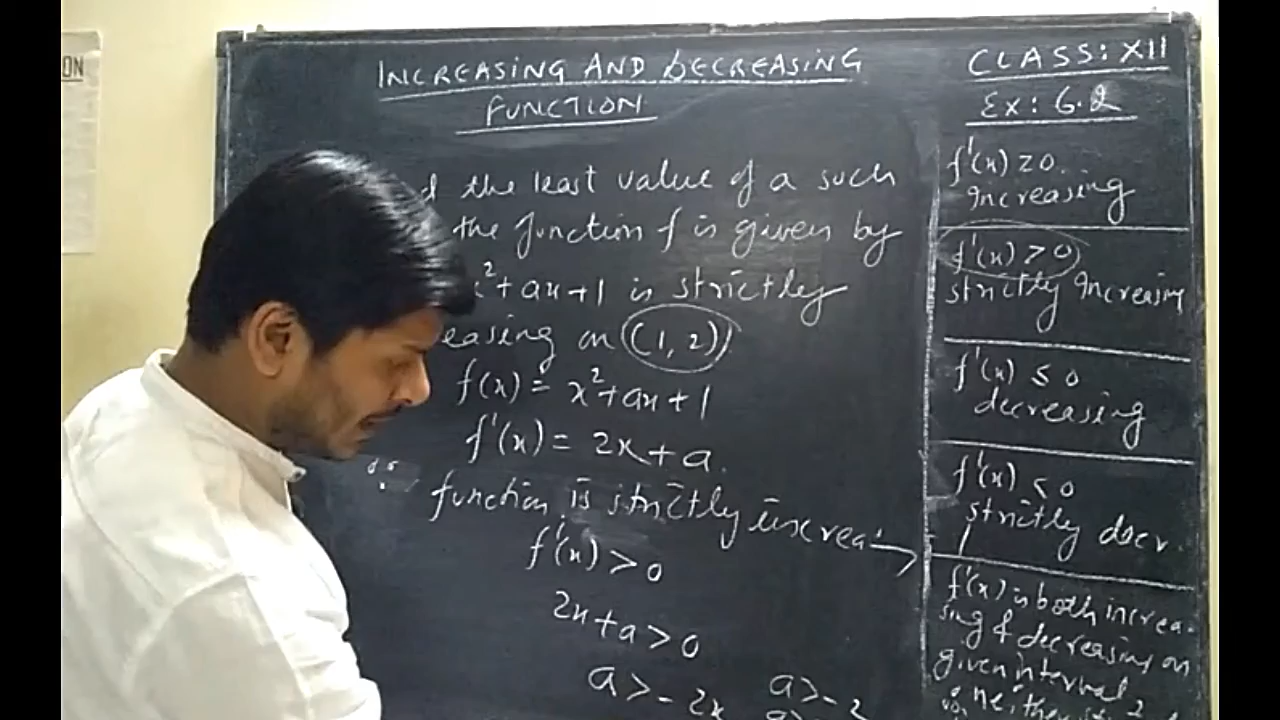 ON
INCREASING AND DECREASING
FUNCTION
the least value of a such
the function f is given by
x²+ax+1 is strictly
easing on (1, 2)
f(x) = x²+ax+1
f'(x) = 2x+a.
function is strictly increa
f'(x) > 0
2x+a > 0
a > -2x
a > -2
CLASS: XII
Ex: 6.2
f'(x) ≥ 0.
Increasing
f'(x) > 0
strictly Increasing
f'(x) ≤ 0
decreasing
f'(x) < 0
strictly decr.
f'(x) is both increa-
sing & decreasing on
given interval